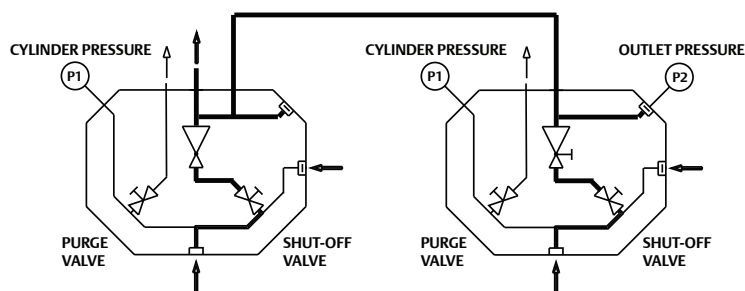 CYLINDER PRESSURE
P1
CYLINDER PRESSURE
P1
OUTLET PRESSURE
P2
PURGE
VALVE
SHUT-OFF
VALVE
PURGE
VALVE
SHUT-OFF
VALVE